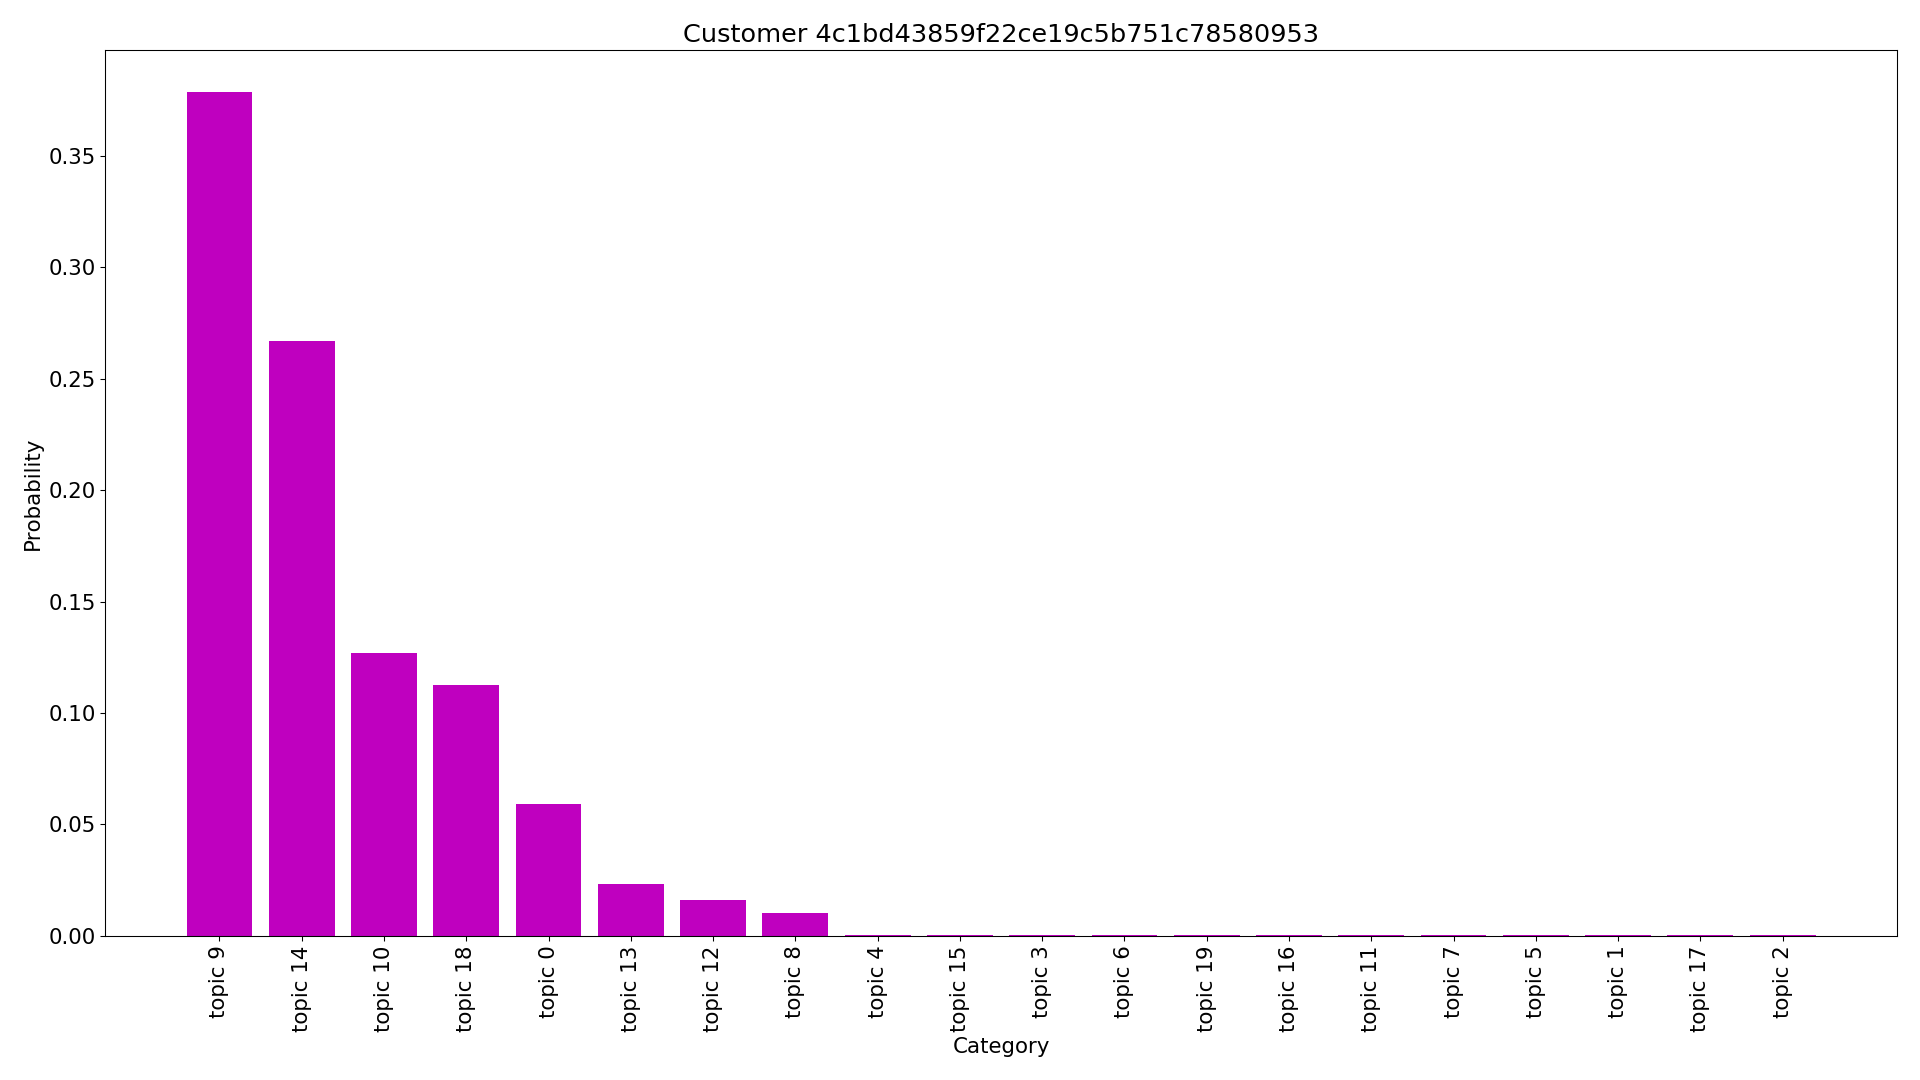 Customer 4c1bd43859f22ce19c5b751c78580953
Probability
0.35
0.30
0.25
0.20
0.15
0.10
0.05
0.00
topic 9
topic 14
topic 10
topic 18
topic 0
topic 13
topic 12
topic 8
topic 4
topic 15
topic 3
topic 6
topic 19
topic 16
topic 11
topic 7
topic 5
topic 1
topic 17
topic 2
Category